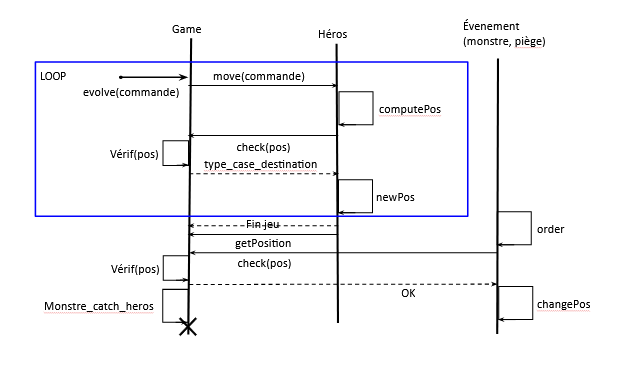 Game
Héros
Évenement
(monstre, piège)
LOOP
evolve(commande)
move(commande)
computePos
check(pos)
Vérif(pos)
type_case_destination
newPos
Fin jeu
getPosition
order
check(pos)
Vérif(pos)
OK
Monstre_catch_heros
changePos